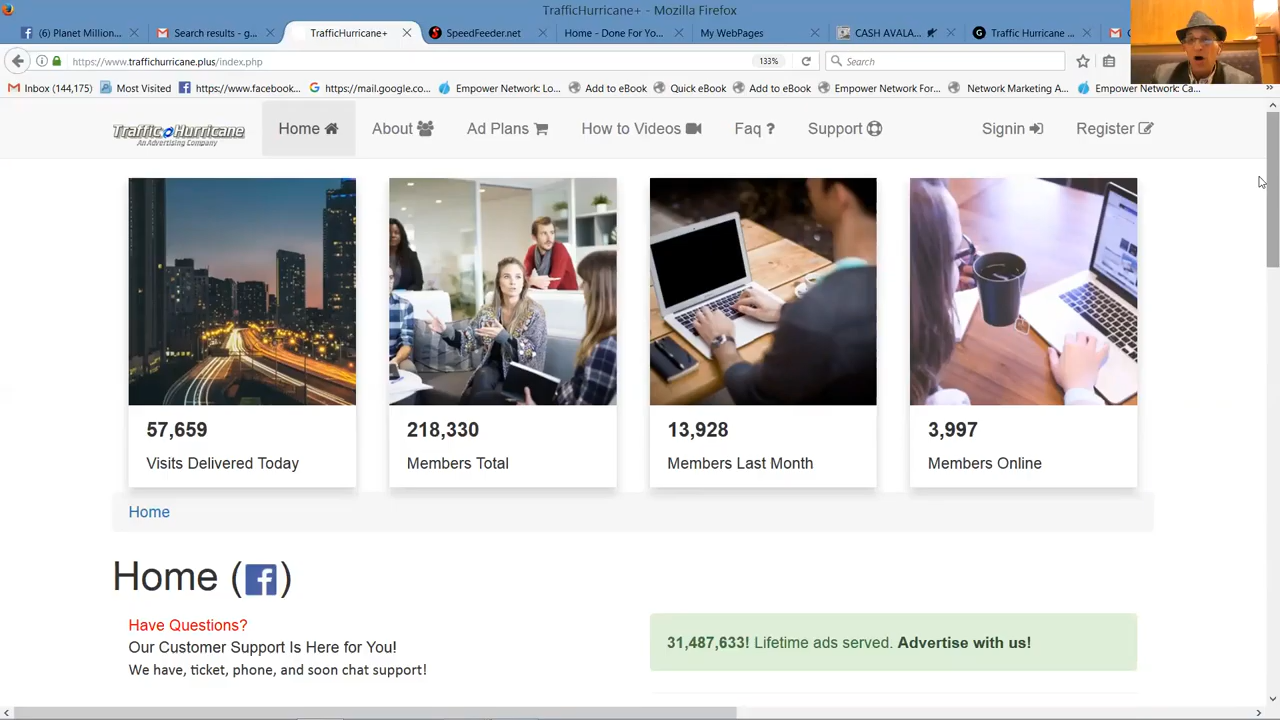 TrafficHurricane+ - Mozilla Firefox
(6) Planet Million...
Search results - g...
TrafficHurricane+
SpeedFeeder.net
Home - Done For Yo...
My WebPages
CASH AVALA...
Traffic Hurricane ...
https://www.traffichurricane.plus/index.php
133%
Search
Inbox (144,175)
Most Visited
https://www.facebook...
https://mail.google.co...
Empower Network: Lo...
Add to eBook
Quick eBook
Add to eBook
Empower Network For...
Network Marketing A...
Empower Network: Ca...
Traffic Hurricane
An Advertising Company
Home
About
Ad Plans
How to Videos
Faq ?
Support
Signin
Register
57,659
Visits Delivered Today
218,330
Members Total
13,928
Members Last Month
3,997
Members Online
Home
Home (f)
Have Questions?
Our Customer Support Is Here for You!
We have, ticket, phone, and soon chat support!
31,487,633! Lifetime ads served. Advertise with us!